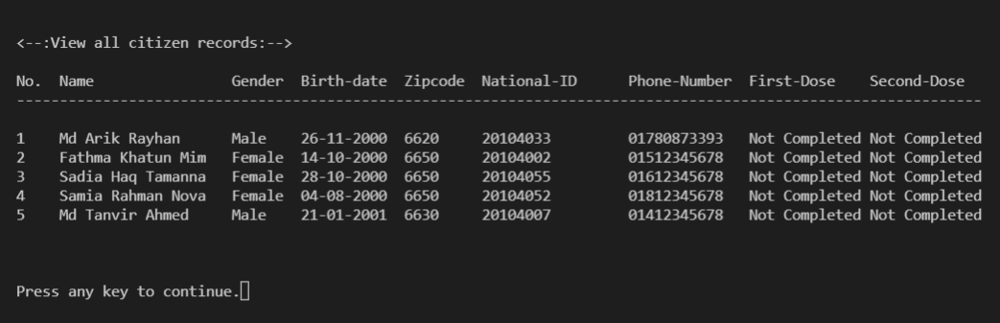 <--:View all citizen records:-->
No. Name Gender Birth-date Zipcode National-ID Phone-Number First-Dose Second-Dose
----------------------------------------------------------------------------------------------------------------
1 Md Arik Rayhan Male 26-11-2000 6620 20104033 01780873393 Not Completed Not Completed
2 Fathma Khatun Mim Female 14-10-2000 6650 20104002 01512345678 Not Completed Not Completed
3 Sadia Haq Tamanna Female 28-10-2000 6650 20104055 01612345678 Not Completed Not Completed
4 Samia Rahman Nova Female 04-08-2000 6650 20104052 01812345678 Not Completed Not Completed
5 Md Tanvir Ahmed Male 21-01-2001 6630 20104007 01412345678 Not Completed Not Completed
Press any key to continue.